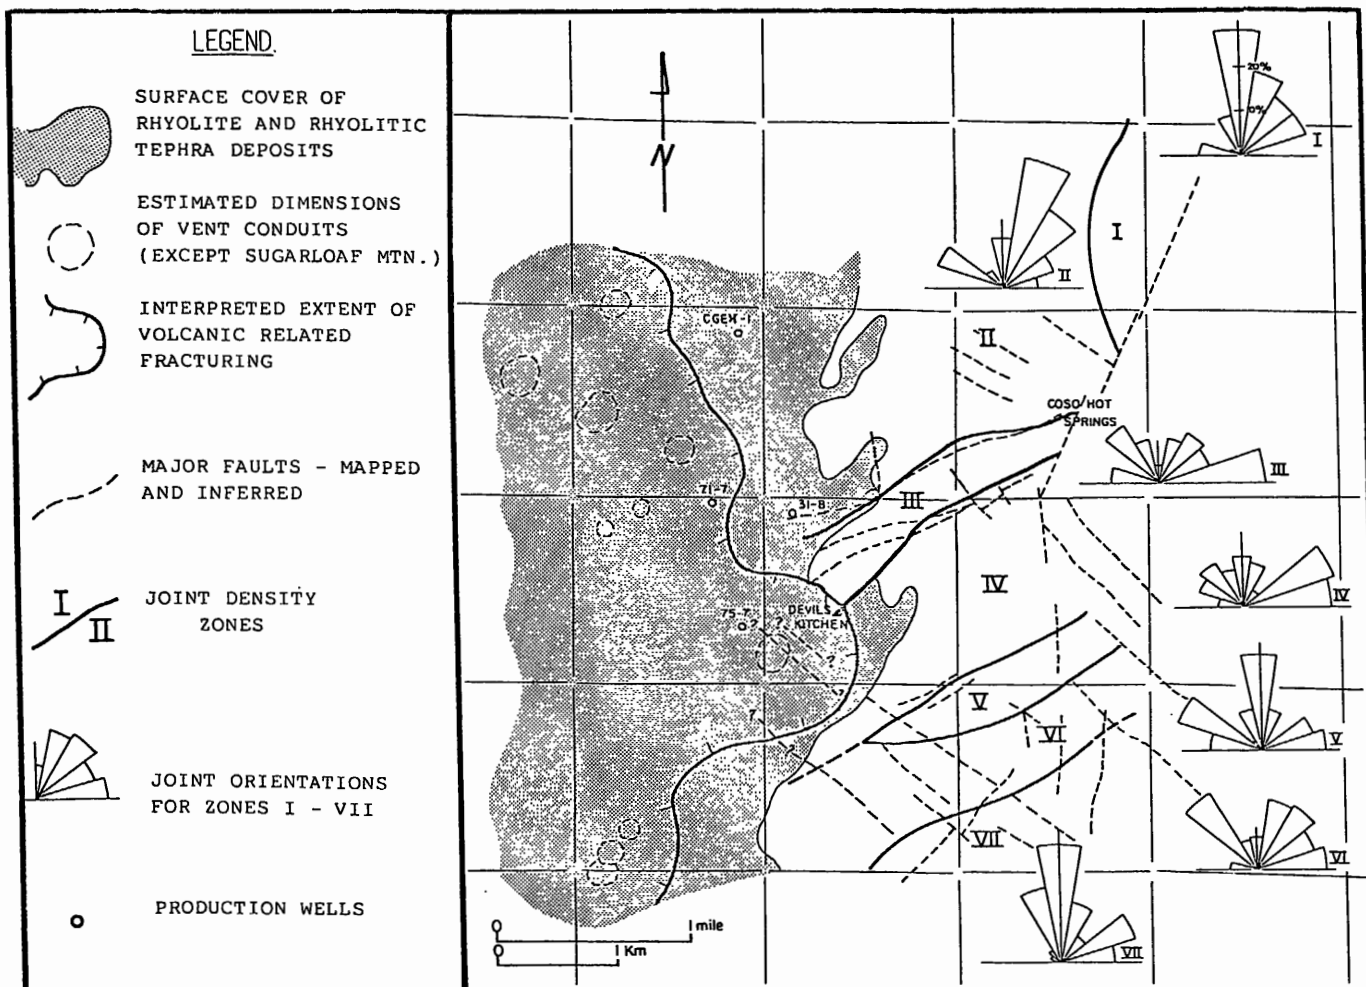 LEGEND.
SURFACE COVER OF
RHYOLITE AND RHYOLITIC
TEPHRA DEPOSITS
ESTIMATED DIMENSIONS
OF VENT CONDUITS
(EXCEPT SUGARLOAF MTN.)
INTERPRETED EXTENT OF
VOLCANIC RELATED
FRACTURING
MAJOR FAULTS - MAPPED
AND INFERRED
I
II
JOINT DENSITY
ZONES
JOINT ORIENTATIONS
FOR ZONES I - VII
PRODUCTION WELLS
N
20%
I
I
II
II
CGEH-1
COSO HOT
SPRINGS
III
71-7
31-8
III
IV
IV
75-7
DEVILS
KITCHEN
? ?
?
V
V
?
VI
?
VII
VI
VII
0 1 mile
0 1 Km